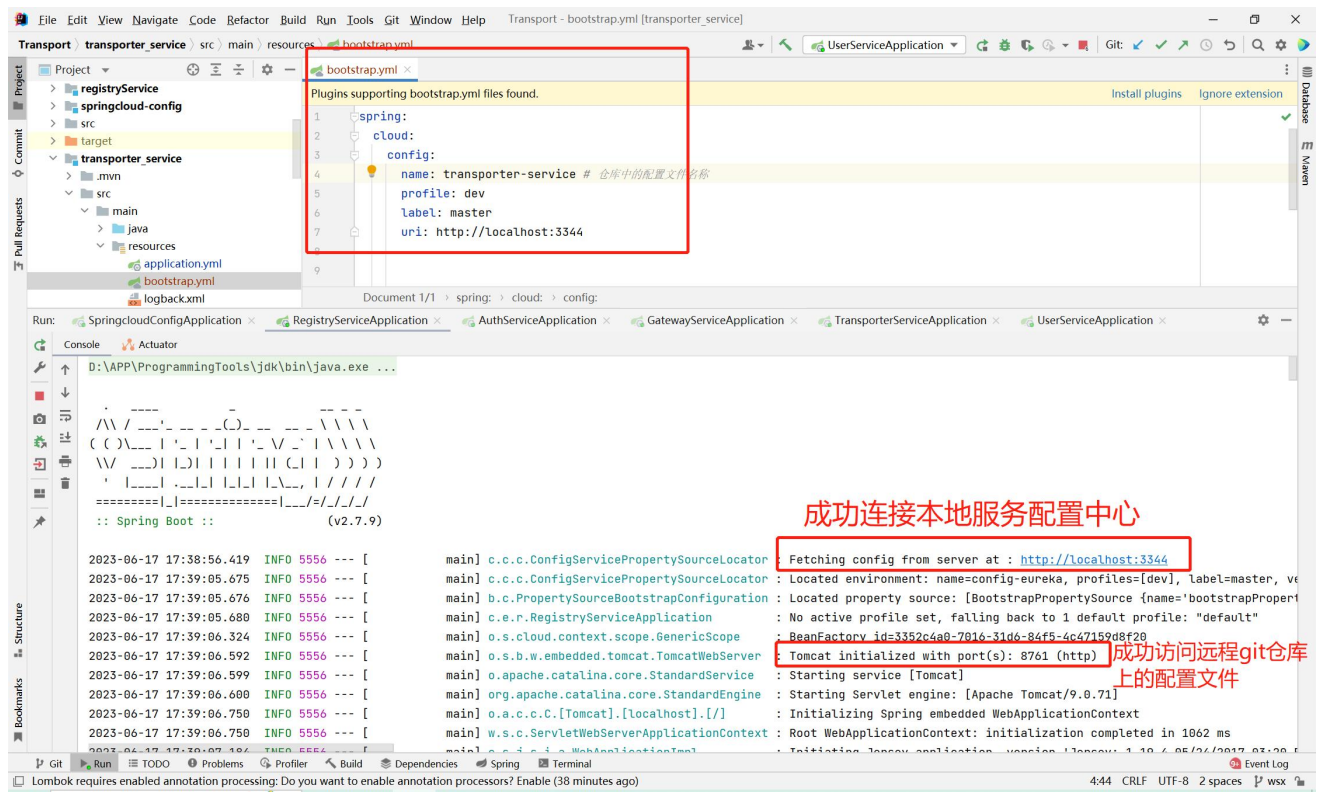 File Edit View Navigate Code Refactor Build Run Tools Git Window Help Transport - bootstrap.yml [transporter_service]
Transport 〉 transporter_service 〉 src 〉 main 〉 resources 〉 bootstrap.yml UserServiceApplication Git:
Project
bootstrap.yml
registryService
springcloud-config
src
target
transporter_service
.mvn
src
main
java
resources
application.yml
bootstrap.yml
logback.xml
Plugins supporting bootstrap.yml files found. Install plugins Ignore extension
1 spring:
2 cloud:
3 config:
4 name: transporter-service # 仓库中的配置文件名称
5 profile: dev
6 label: master
7 uri: http://localhost:3344
8
9
Document 1/1 › spring: › cloud: › config:
Project
Commit
Pull Requests
Structure
Bookmarks
Database
Maven
Run: SpringcloudConfigApplication RegistryServiceApplication AuthServiceApplication GatewayServiceApplication TransporterServiceApplication UserServiceApplication
Console Actuator
D:\APP\ProgrammingTools\jdk\bin\java.exe ...
:: Spring Boot :: (v2.7.9)
成功连接本地服务配置中心
2023-06-17 17:38:56.419 INFO 5556 --- [ main] c.c.c.ConfigServicePropertySourceLocator : Fetching config from server at : http://localhost:3344
2023-06-17 17:39:05.675 INFO 5556 --- [ main] c.c.c.ConfigServicePropertySourceLocator : Located environment: name=config-eureka, profiles=[dev], label=master, ve
2023-06-17 17:39:05.676 INFO 5556 --- [ main] b.c.PropertySourceBootstrapConfiguration : Located property source: [BootstrapPropertySource {name='bootstrapPropert
2023-06-17 17:39:05.680 INFO 5556 --- [ main] c.e.r.RegistryServiceApplication : No active profile set, falling back to 1 default profile: "default"
2023-06-17 17:39:06.324 INFO 5556 --- [ main] o.s.cloud.context.scope.GenericScope : BeanFactory id=3352c4a0-7016-31d6-84f5-4c47159d8f20
2023-06-17 17:39:06.592 INFO 5556 --- [ main] o.s.b.w.embedded.tomcat.TomcatWebServer : Tomcat initialized with port(s): 8761 (http)
成功访问远程git仓库
上的配置文件
2023-06-17 17:39:06.599 INFO 5556 --- [ main] o.apache.catalina.core.StandardService : Starting service [Tomcat]
2023-06-17 17:39:06.600 INFO 5556 --- [ main] org.apache.catalina.core.StandardEngine : Starting Servlet engine: [Apache Tomcat/9.0.71]
2023-06-17 17:39:06.750 INFO 5556 --- [ main] o.a.c.c.C.[Tomcat].[localhost].[/] : Initializing Spring embedded WebApplicationContext
2023-06-17 17:39:06.750 INFO 5556 --- [ main] w.s.c.ServletWebServerApplicationContext : Root WebApplicationContext: initialization completed in 1062 ms
Git Run TODO Problems Profiler Build Dependencies Spring Terminal Event Log
Lombok requires enabled annotation processing: Do you want to enable annotation processors? Enable (38 minutes ago) 4:44 CRLF UTF-8 2 spaces wsx